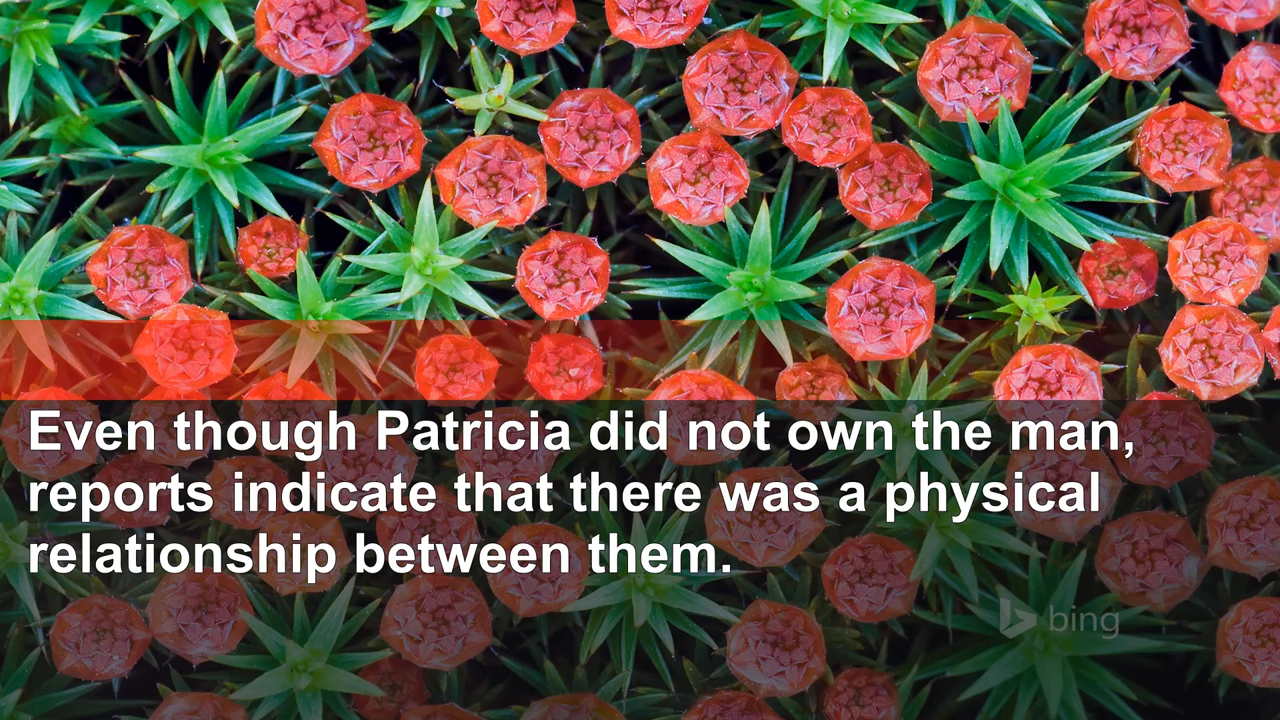 Even though Patricia did not own the man,
reports indicate that there was a physical
relationship between them.
bing